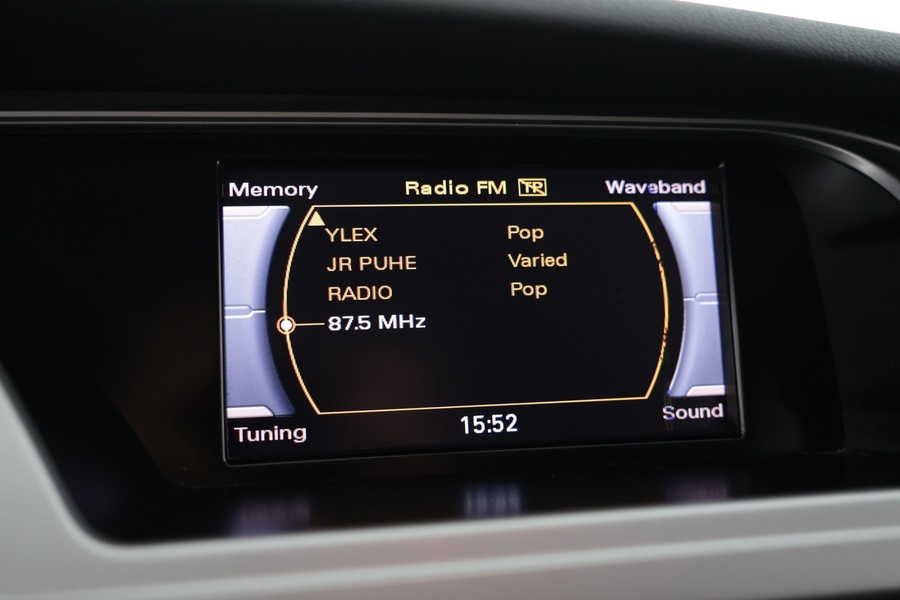 Memory Radio FM TP Waveband
YLEX Pop
JR PUHE Varied
RADIO Pop
87.5 MHz
Tuning 15:52 Sound